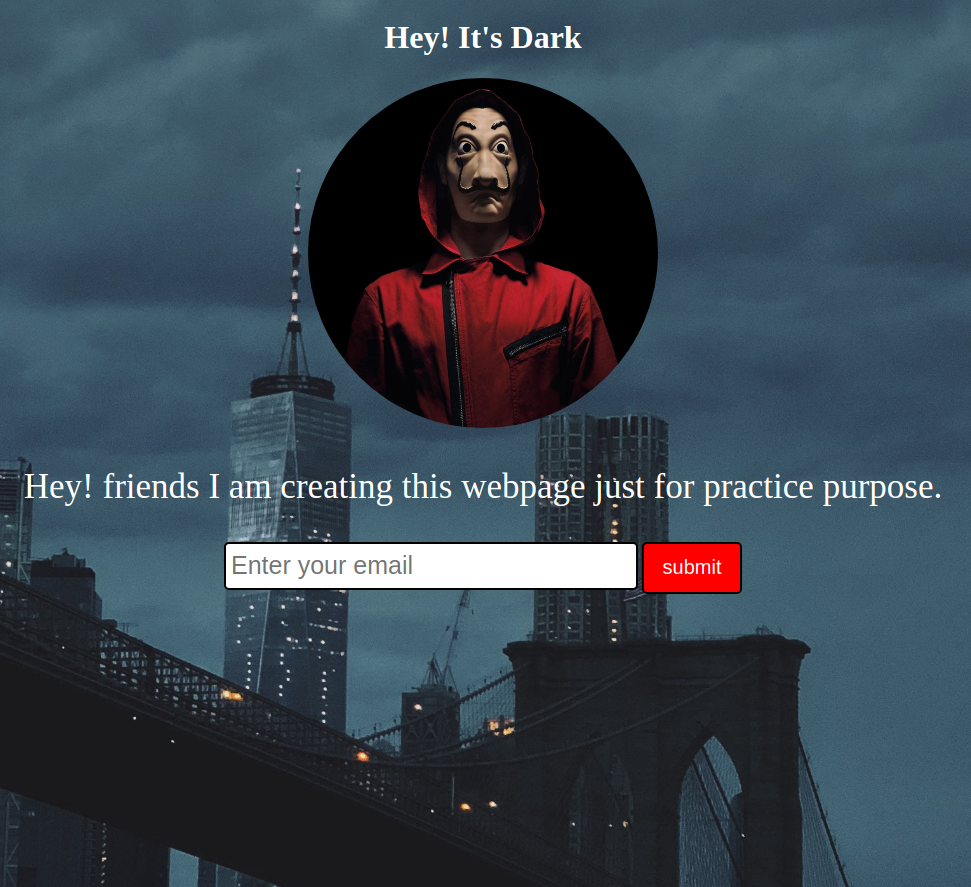 Hey! It's Dark
Hey! friends I am creating this webpage just for practice purpose.
Enter your email
submit